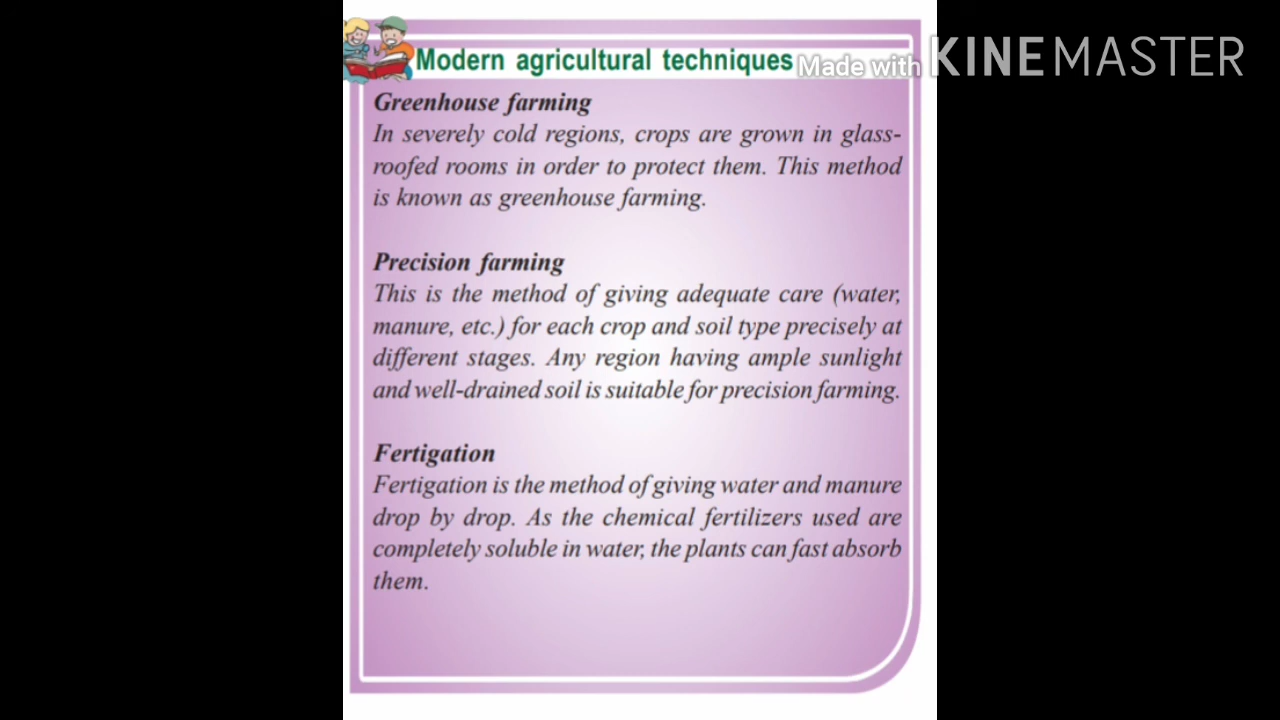 Modern agricultural techniques
Made with KINEMASTER
Greenhouse farming
In severely cold regions, crops are grown in glass-
roofed rooms in order to protect them. This method
is known as greenhouse farming.
Precision farming
This is the method of giving adequate care (water,
manure, etc.) for each crop and soil type precisely at
different stages. Any region having ample sunlight
and well-drained soil is suitable for precision farming.
Fertigation
Fertigation is the method of giving water and manure
drop by drop. As the chemical fertilizers used are
completely soluble in water, the plants can fast absorb
them.